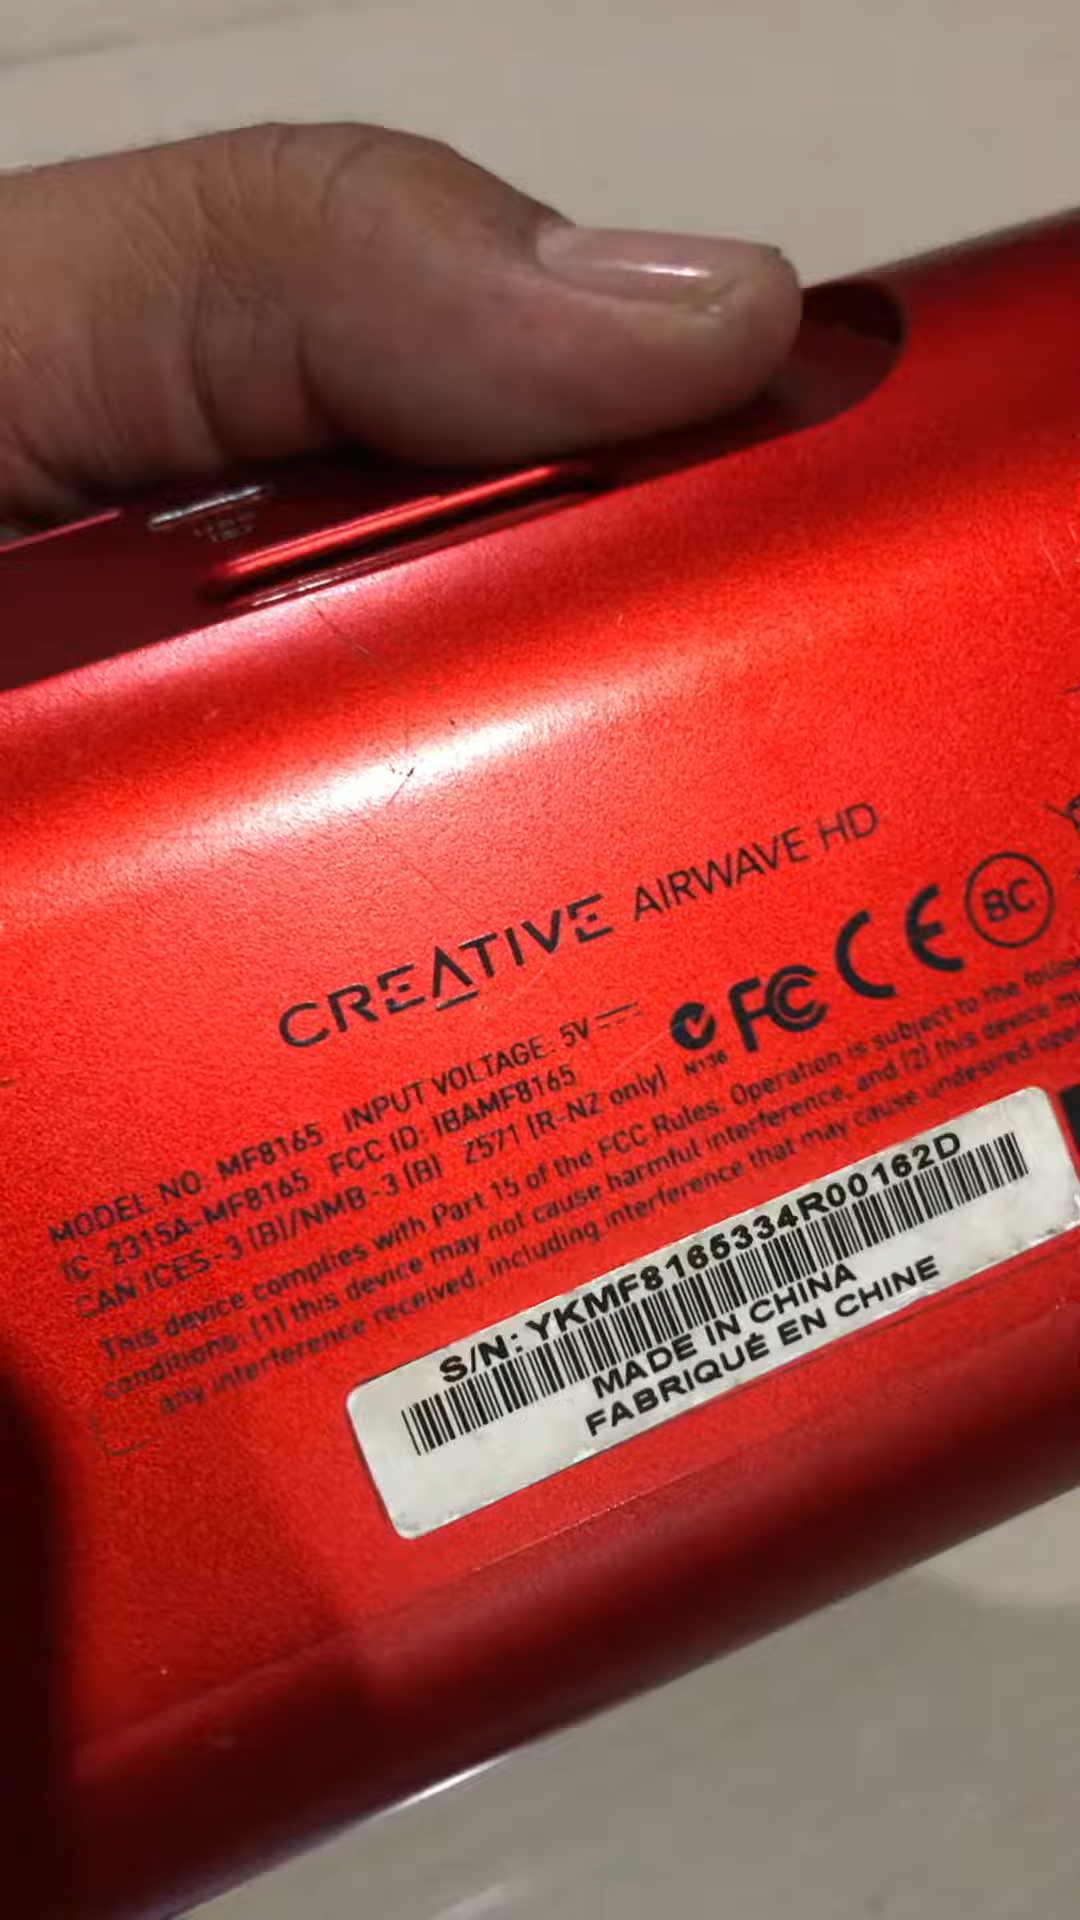 CREATIVE AIRWAVE HD
MODEL NO: MF8165 INPUT VOLTAGE: 5V
IC 2315A-MF8165 FCC ID: IBAMF8165
CAN ICES-3 (B)/NMB-3 (B) Z571 (R-NZ only)
N136
FC CE BC
This device complies with Part 15 of the FCC Rules. Operation is subject to the
conditions: (1) this device may not cause harmful interference, and (2) this device
any interference received, including interference that may cause undesired
S/N: YKMF8165334R00162D
MADE IN CHINA
FABRIQUÉ EN CHINE